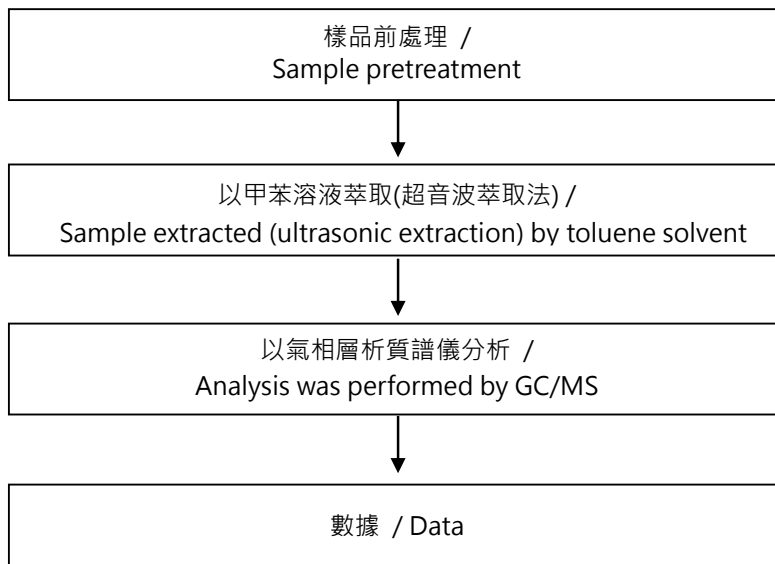 樣品前處理 /
Sample pretreatment
以甲苯溶液萃取(超音波萃取法) /
Sample extracted (ultrasonic extraction) by toluene solvent
以氣相層析質譜儀分析 /
Analysis was performed by GC/MS
數據 / Data